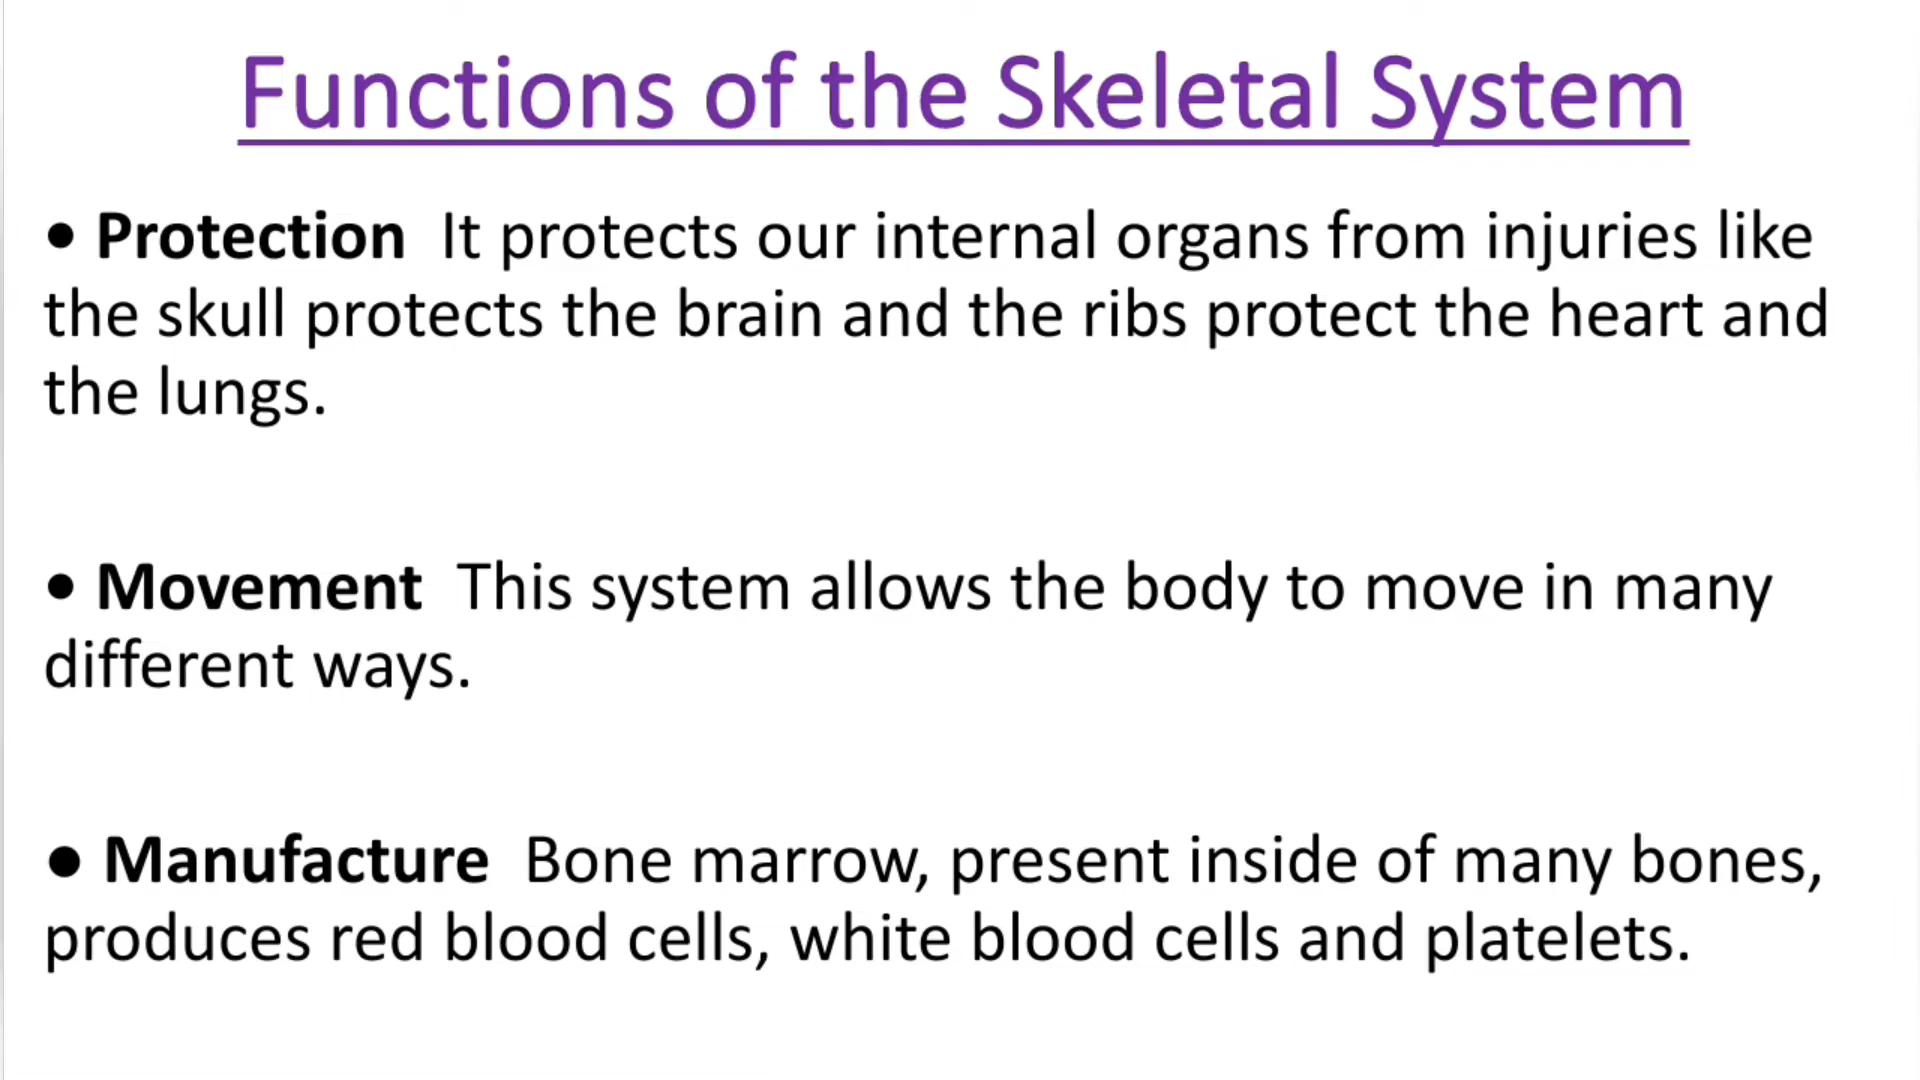 Functions of the Skeletal System
• Protection  It protects our internal organs from injuries like
the skull protects the brain and the ribs protect the heart and
the lungs.
• Movement  This system allows the body to move in many
different ways.
● Manufacture  Bone marrow, present inside of many bones,
produces red blood cells, white blood cells and platelets.